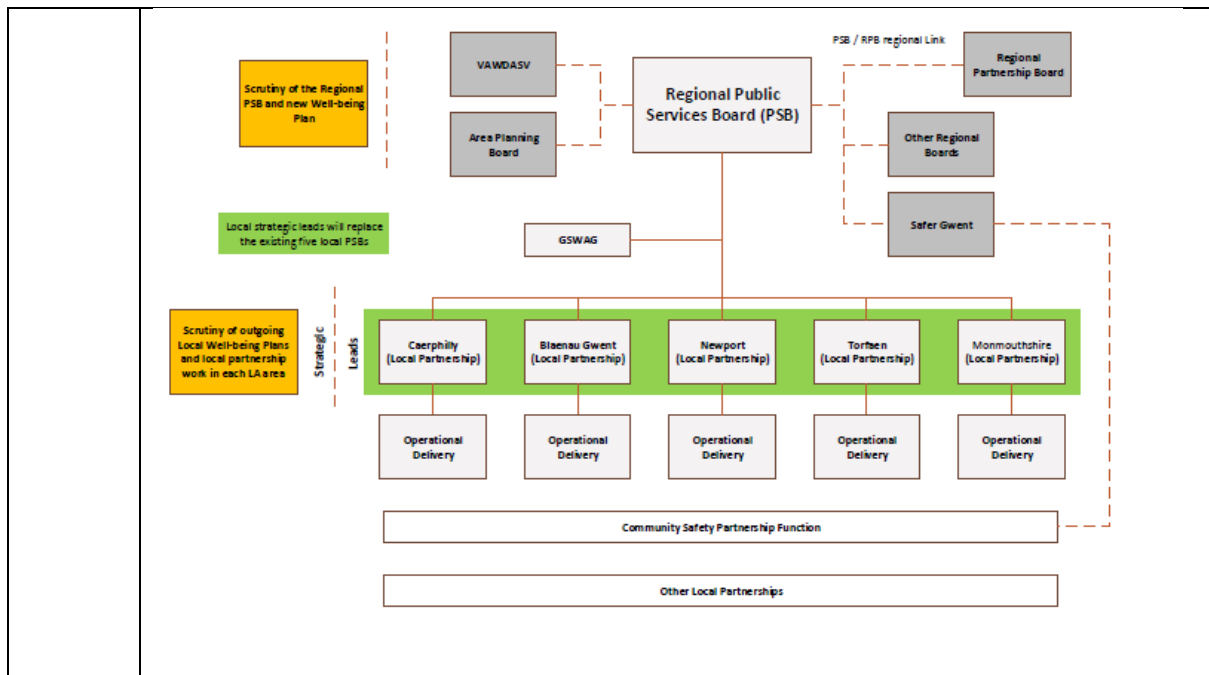 PSB / RPB regional Link
VAWDASV
Regional Public
Services Board (PSB)
Regional
Partnership Board
Scrutiny of the Regional
PSB and new Well-being
Plan
Area Planning
Board
Other Regional
Boards
Local strategic leads will replace
the existing five local PSBs
GSWAG
Safer Gwent
Scrutiny of outgoing
Local Well-being Plans
and local partnership
work in each LA area
Strategic
Leads
Caerphilly
(Local Partnership)
Blaenau Gwent
(Local Partnership)
Newport
(Local Partnership)
Torfaen
(Local Partnership)
Monmouthshire
(Local Partnership)
Operational
Delivery
Operational
Delivery
Operational
Delivery
Operational
Delivery
Operational
Delivery
Community Safety Partnership Function
Other Local Partnerships